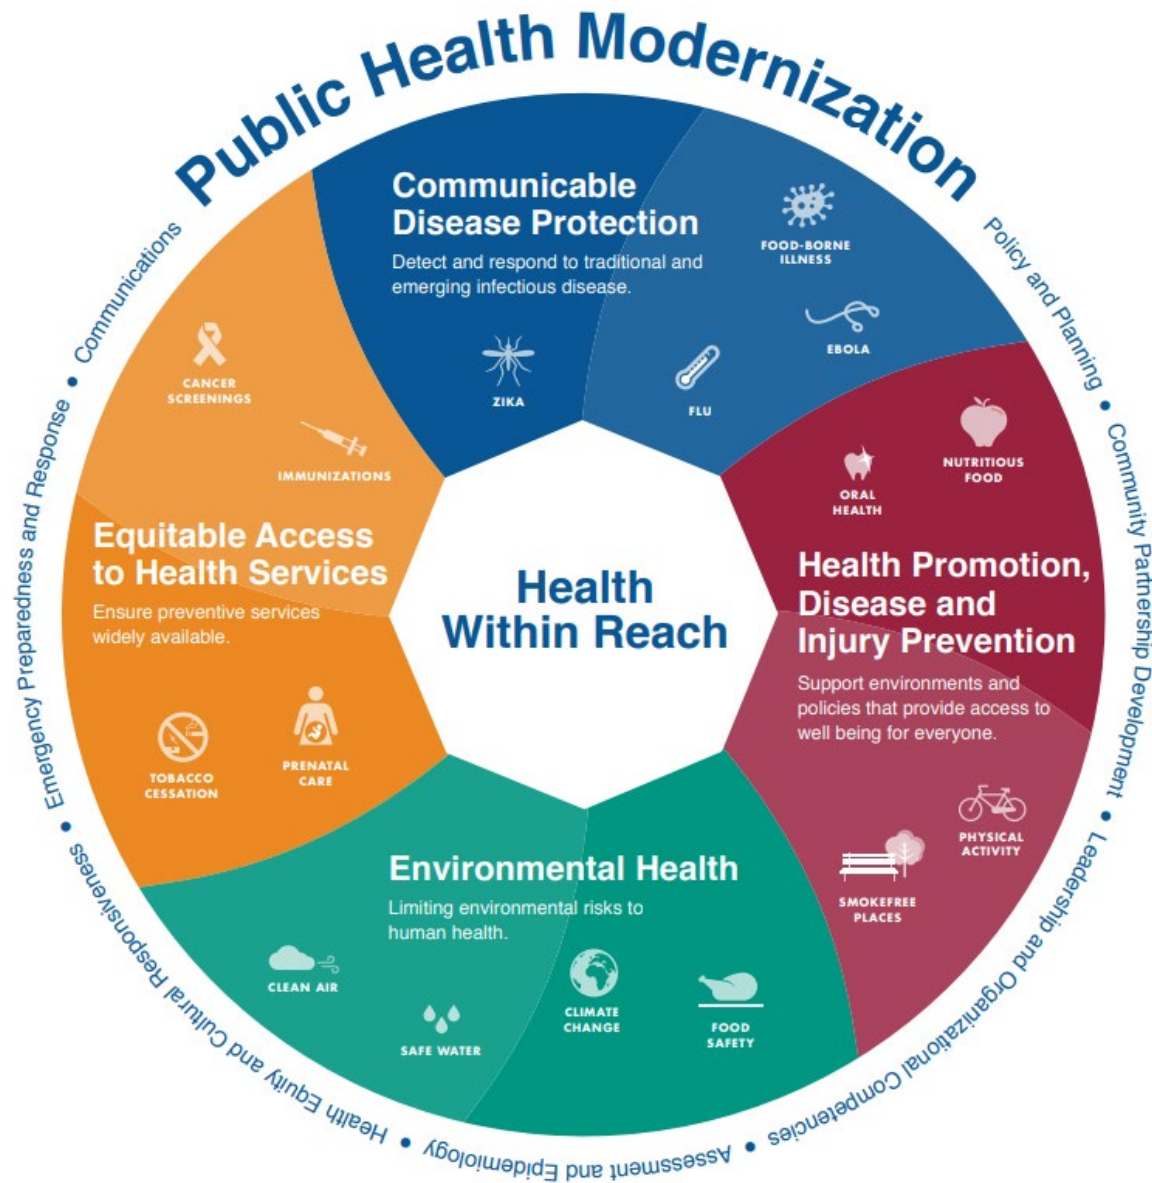 Public Health Modernization
Communicable
Disease Protection
Detect and respond to traditional and
emerging infectious disease.
ZIKA
FLU
FOOD-BORNE
ILLNESS
EBOLA
NUTRITIOUS
FOOD
ORAL
HEALTH
Health Promotion,
Disease and
Injury Prevention
Support environments and
policies that provide access to
well being for everyone.
PHYSICAL
ACTIVITY
SMOKEFREE
PLACES
Environmental Health
Limiting environmental risks to
human health.
CLEAN AIR
SAFE WATER
CLIMATE
CHANGE
FOOD
SAFETY
Equitable Access
to Health Services
Ensure preventive services
widely available.
CANCER
SCREENINGS
IMMUNIZATIONS
TOBACCO
CESSATION
PRENATAL
CARE
Health
Within Reach
Policy and Planning • Community Partnership Development • Leadership and Organizational Competencies • Assessment and Epidemiology • Health Equity and Cultural Responsiveness • Emergency Preparedness and Response • Communications